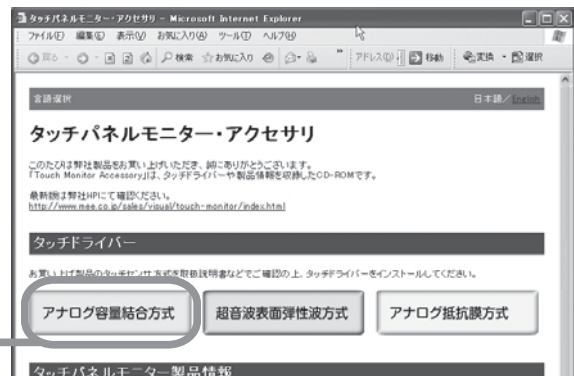 タッチパネルモニター・アクセサリ - Microsoft Internet Explorer
ファイル(F) 編集(E) 表示(V) お気に入り(A) ツール(T) ヘルプ(H)
戻る 検索 お気に入り アドレス(D) 移動 変換 選択
言語選択 日本語/English
タッチパネルモニター・アクセサリ
このたびは弊社製品をお買い上げいただき、誠にありがとうございます。
「Touch Monitor Accessory」は、タッチドライバーや製品情報を収録したCD-ROMです。
最新版は弊社HPにて確認ください。
http://www.mee.co.jp/sales/visual/touch-monitor/index.html
タッチドライバー
お買い上げ製品のタッチセンサ方式を取扱説明書などでご確認の上、タッチドライバーをインストールしてください。
アナログ容量結合方式 超音波表面弾性波方式 アナログ抵抗膜方式
タッチパネルモニター製品情報